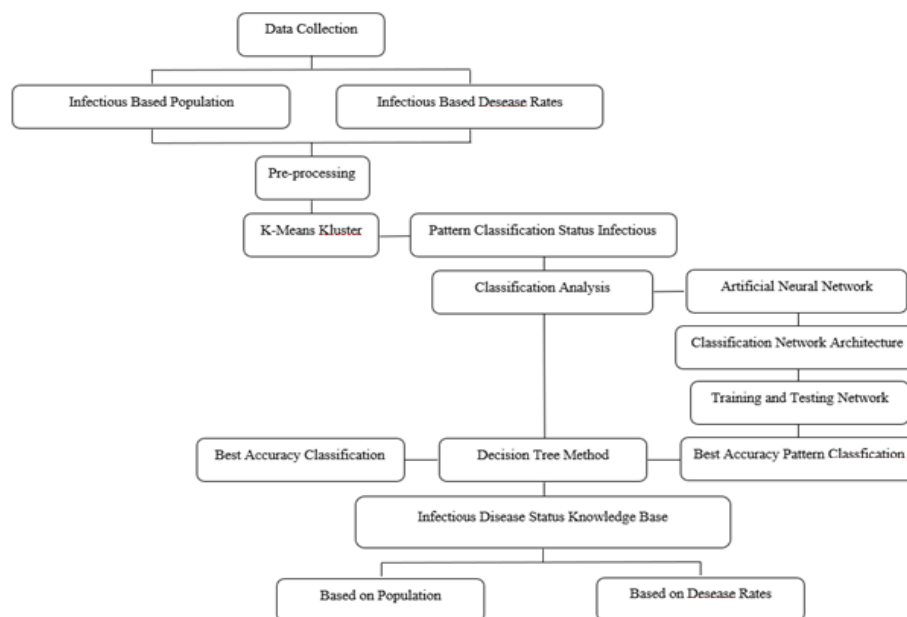 Data Collection
Infectious Based Population
Infectious Based Desease Rates
Pre-processing
K-Means Kluster
Pattern Classification Status Infectious
Classification Analysis
Artificial Neural Network
Classification Network Architecture
Training and Testing Network
Best Accuracy Classification
Decision Tree Method
Best Accuracy Pattern Classfication
Infectious Disease Status Knowledge Base
Based on Population
Based on Desease Rates